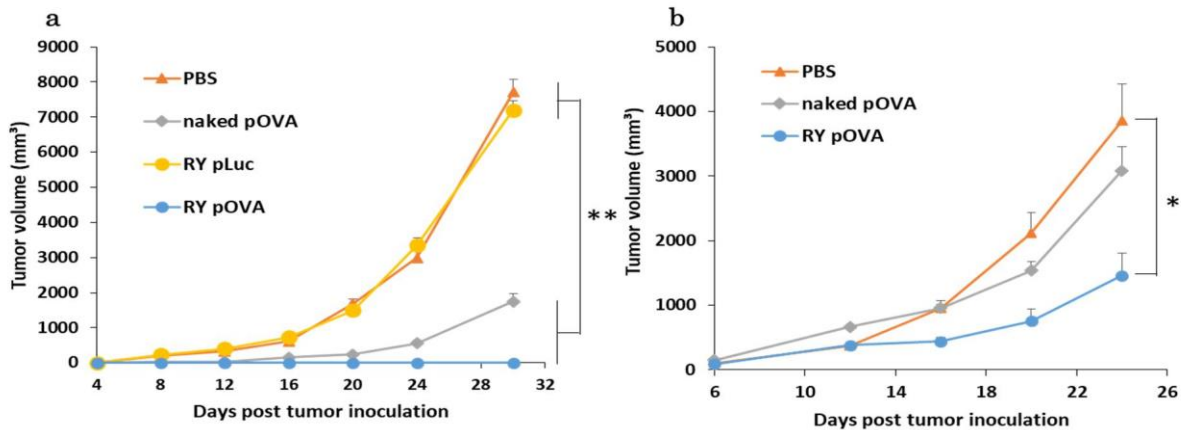 a
9000
8000
7000
6000
5000
4000
3000
2000
1000
0
Tumor volume (mm³)
PBS
naked pOVA
RY pLuc
RY pOVA
**
4 8 12 16 20 24 28 32
Days post tumor inoculation
b
5000
4000
3000
2000
1000
0
Tumor volume (mm³)
PBS
naked pOVA
RY pOVA
*
6 10 14 18 22 26
Days post tumor inoculation